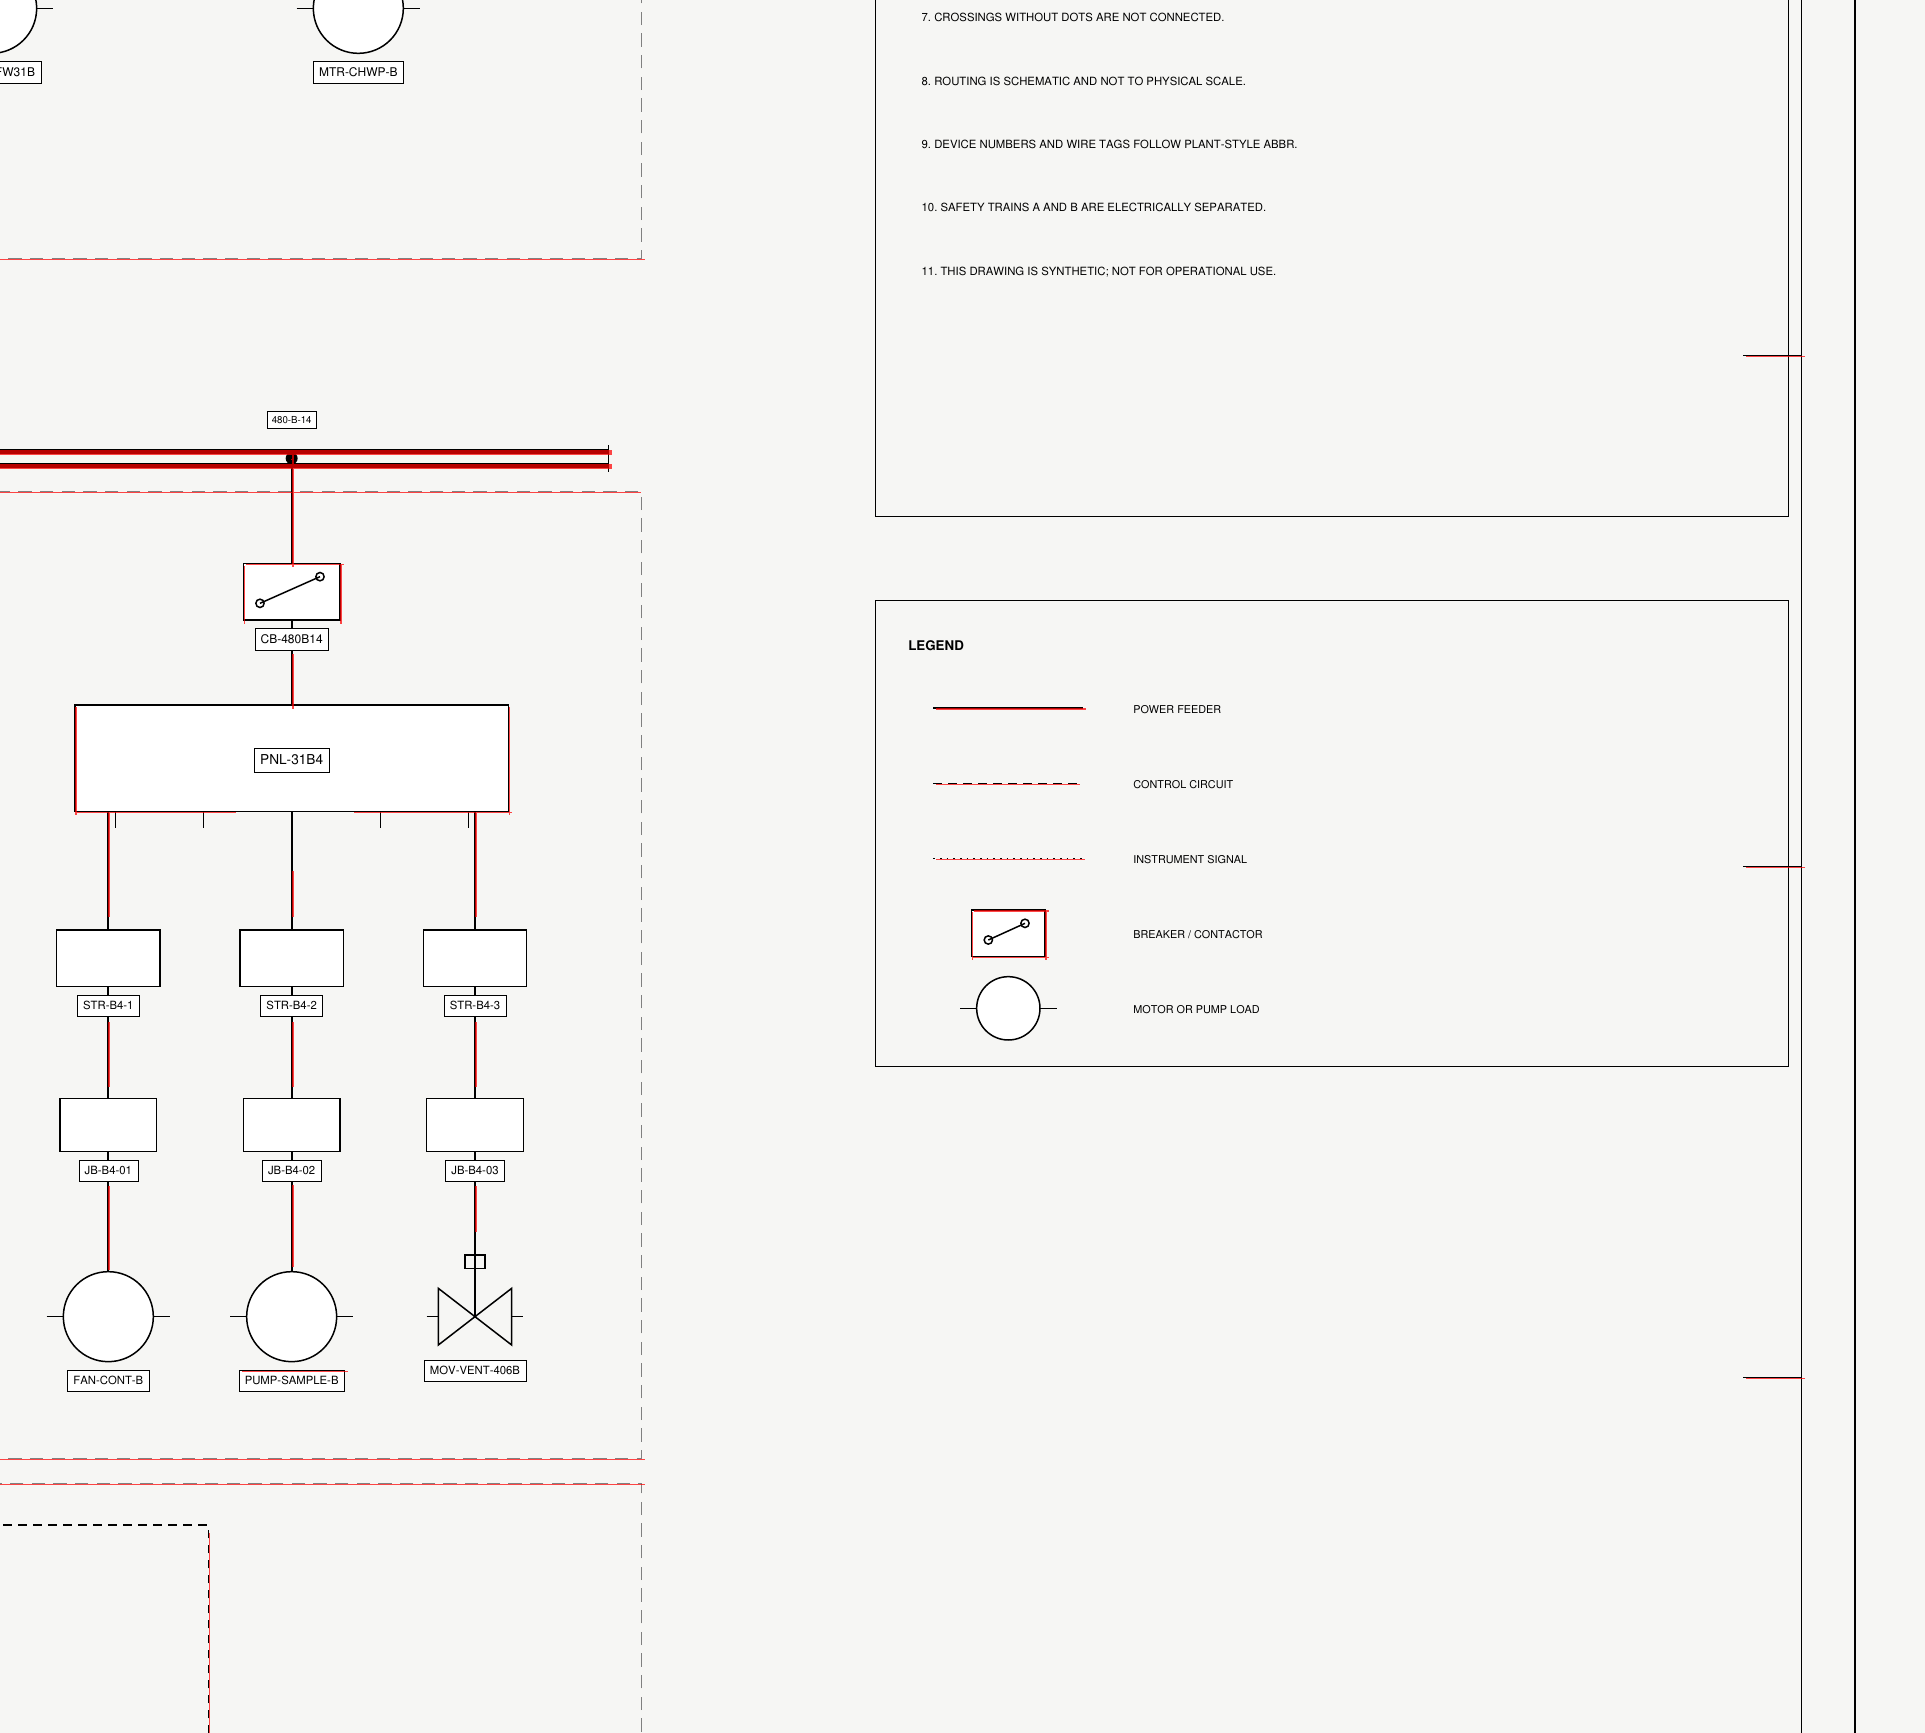 FW31B
MTR-CHWP-B
7. CROSSINGS WITHOUT DOTS ARE NOT CONNECTED.
8. ROUTING IS SCHEMATIC AND NOT TO PHYSICAL SCALE.
9. DEVICE NUMBERS AND WIRE TAGS FOLLOW PLANT-STYLE ABBR.
10. SAFETY TRAINS A AND B ARE ELECTRICALLY SEPARATED.
11. THIS DRAWING IS SYNTHETIC; NOT FOR OPERATIONAL USE.
480-B-14
CB-480B14
PNL-31B4
STR-B4-1
STR-B4-2
STR-B4-3
JB-B4-01
JB-B4-02
JB-B4-03
FAN-CONT-B
PUMP-SAMPLE-B
MOV-VENT-406B
LEGEND
POWER FEEDER
CONTROL CIRCUIT
INSTRUMENT SIGNAL
BREAKER / CONTACTOR
MOTOR OR PUMP LOAD